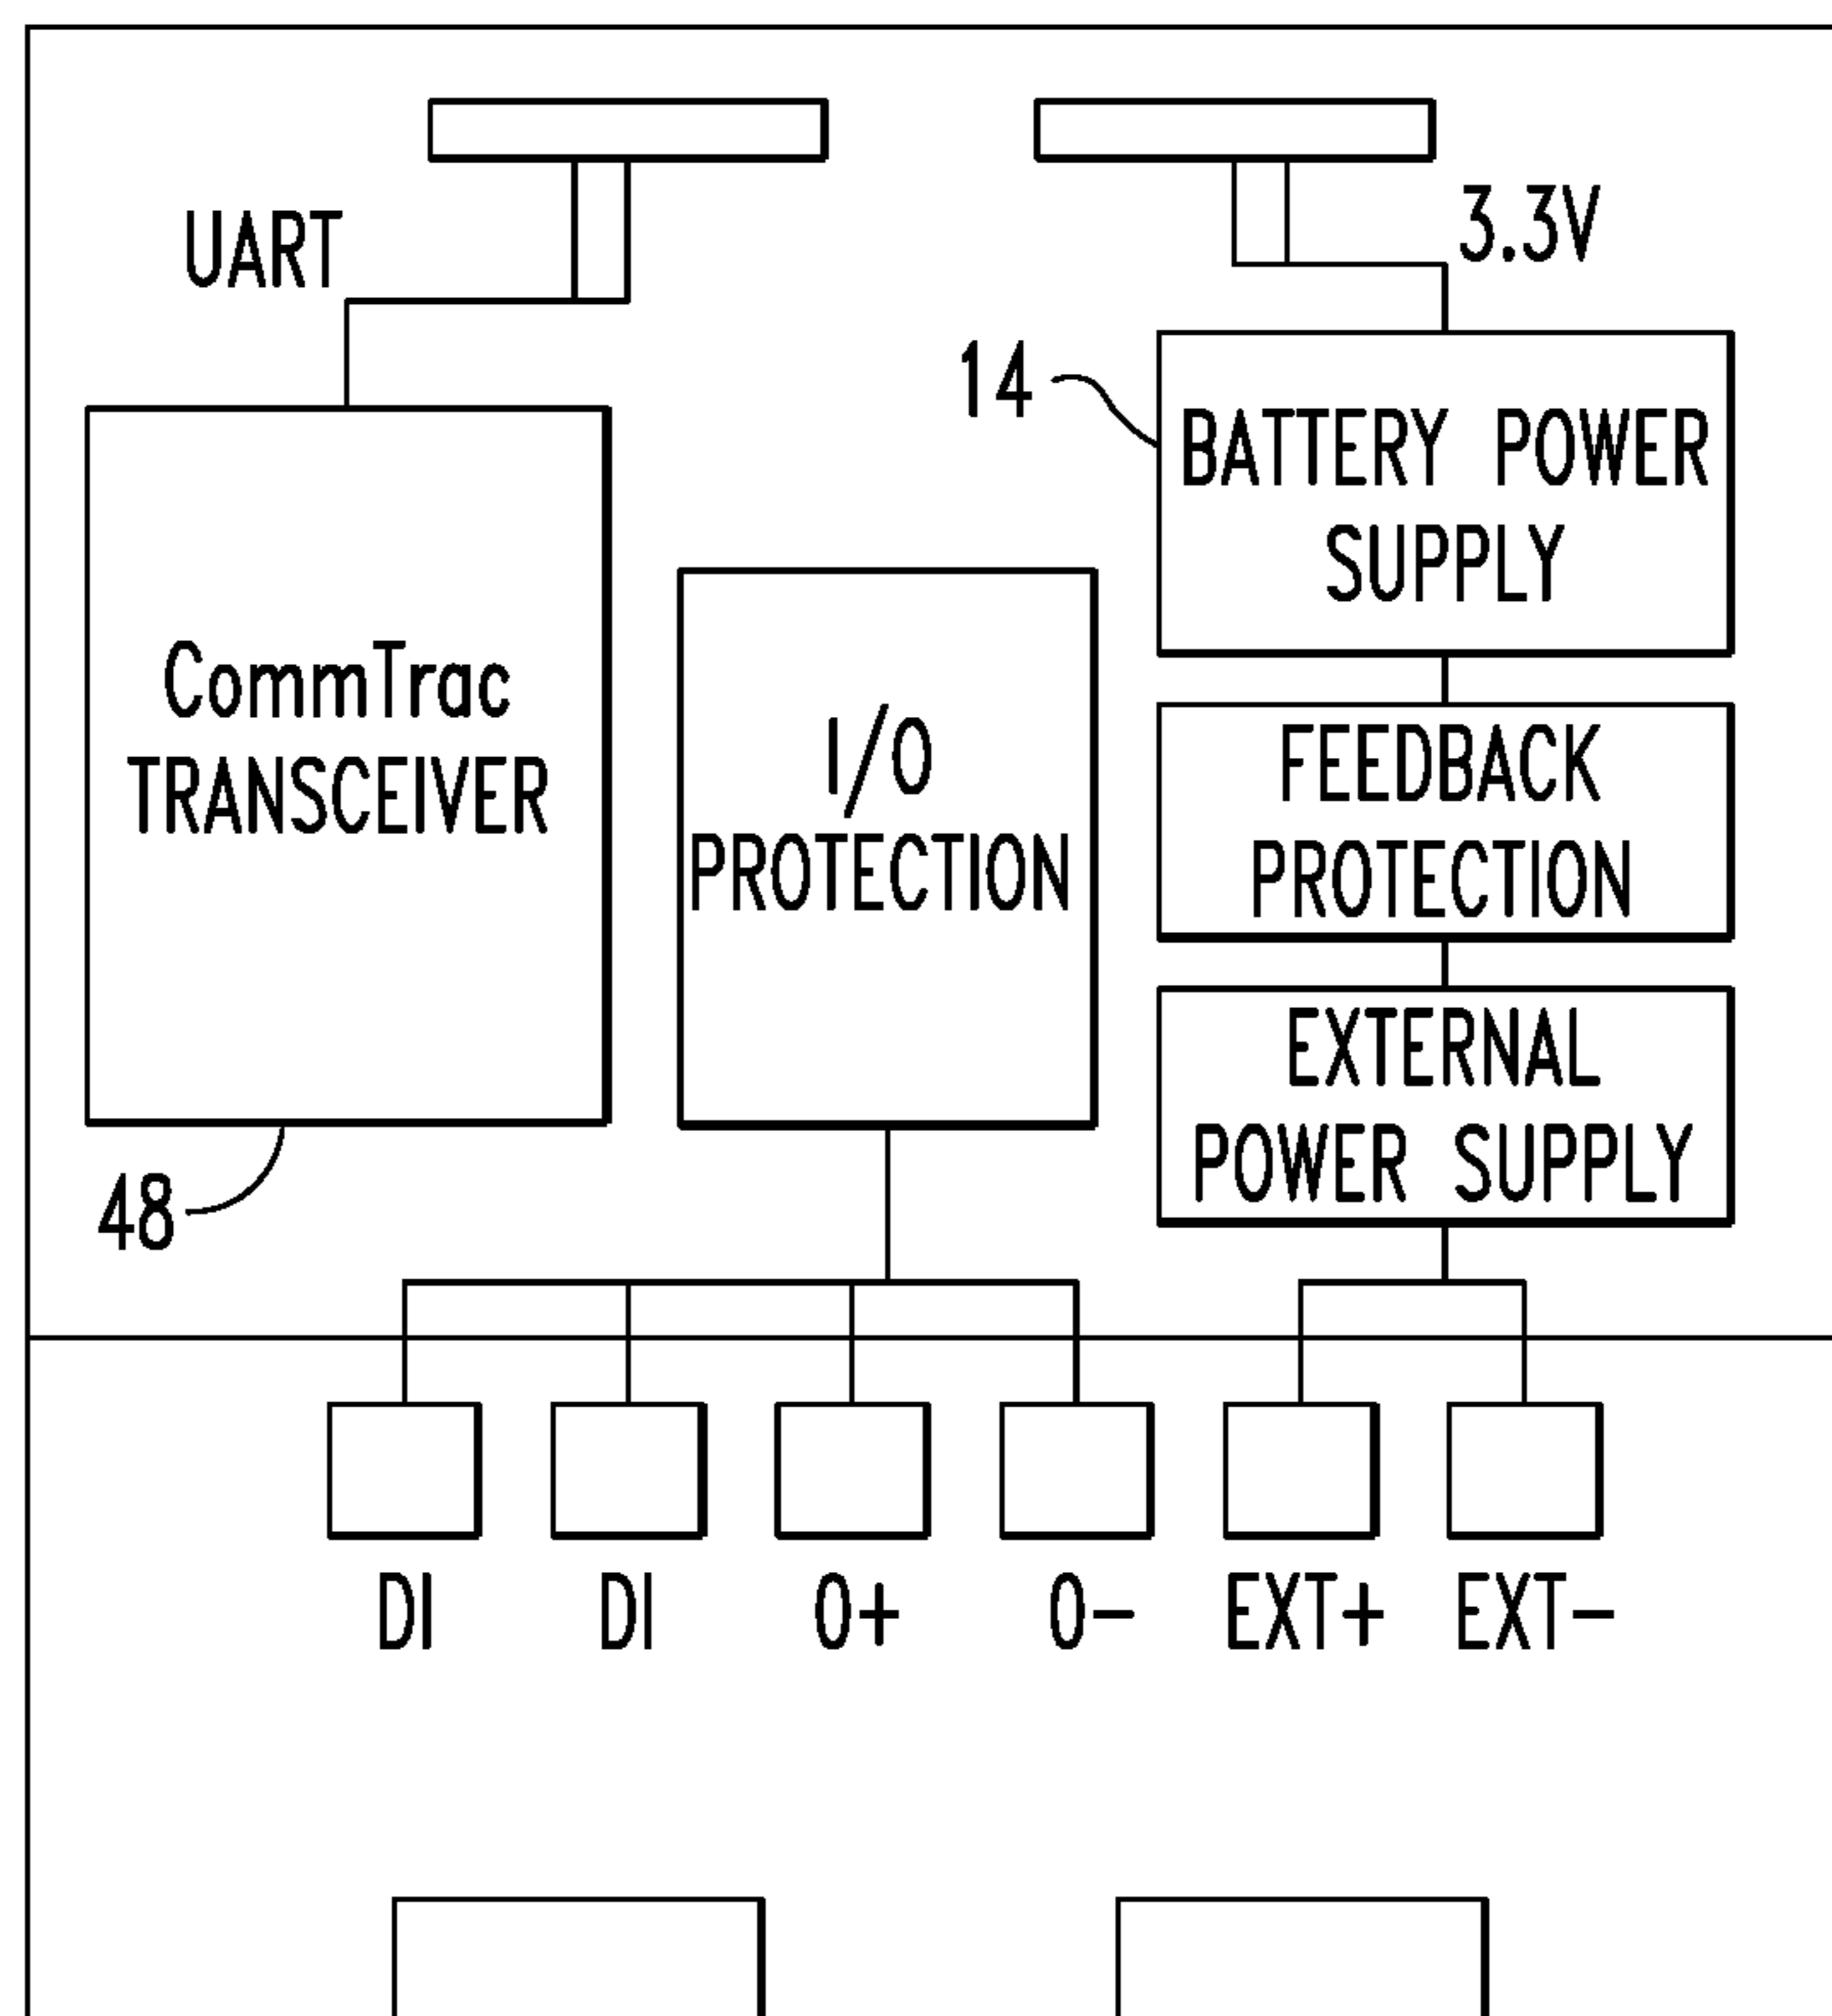 UART
3.3V
14
BATTERY POWER
SUPPLY
CommTrac
TRANSCEIVER
I/O
PROTECTION
FEEDBACK
PROTECTION
EXTERNAL
POWER SUPPLY
48
DI DI O+ O- EXT+ EXT-